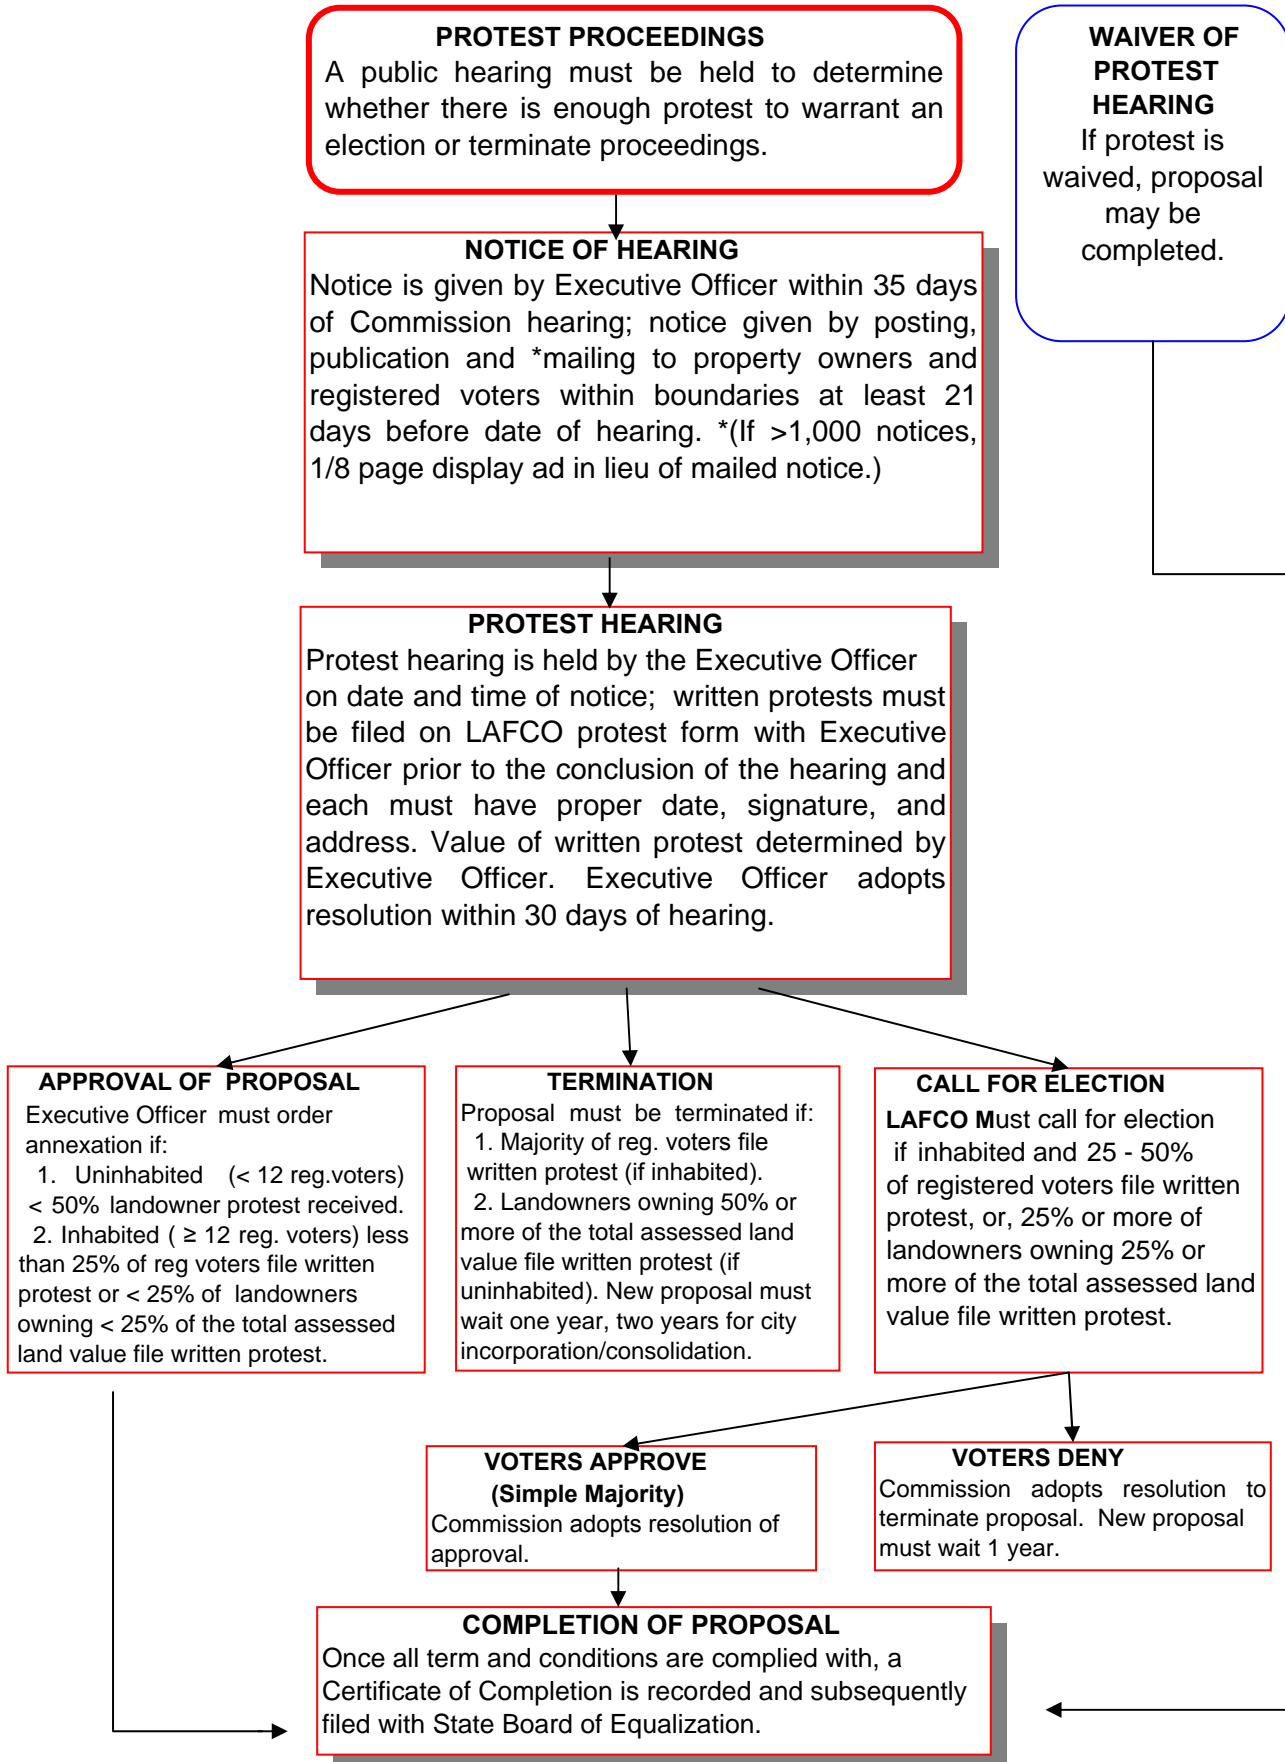 PROTEST PROCEEDINGS
A public hearing must be held to determine
whether there is enough protest to warrant an
election or terminate proceedings.
WAIVER OF
PROTEST
HEARING
If protest is
waived, proposal
may be
completed.
NOTICE OF HEARING
Notice is given by Executive Officer within 35 days
of Commission hearing; notice given by posting,
publication and *mailing to property owners and
registered voters within boundaries at least 21
days before date of hearing. *(If >1,000 notices,
1/8 page display ad in lieu of mailed notice.)
PROTEST HEARING
Protest hearing is held by the Executive Officer
on date and time of notice; written protests must
be filed on LAFCO protest form with Executive
Officer prior to the conclusion of the hearing and
each must have proper date, signature, and
address. Value of written protest determined by
Executive Officer. Executive Officer adopts
resolution within 30 days of hearing.
APPROVAL OF PROPOSAL
Executive Officer must order
annexation if:
1. Uninhabited (< 12 reg.voters)
< 50% landowner protest received.
2. Inhabited ( ≥ 12 reg. voters) less
than 25% of reg voters file written
protest or < 25% of landowners
owning < 25% of the total assessed
land value file written protest.
TERMINATION
Proposal must be terminated if:
1. Majority of reg. voters file
written protest (if inhabited).
2. Landowners owning 50% or
more of the total assessed land
value file written protest (if
uninhabited). New proposal must
wait one year, two years for city
incorporation/consolidation.
CALL FOR ELECTION
LAFCO Must call for election
if inhabited and 25 - 50%
of registered voters file written
protest, or, 25% or more of
landowners owning 25% or
more of the total assessed land
value file written protest.
VOTERS APPROVE
(Simple Majority)
Commission adopts resolution of
approval.
VOTERS DENY
Commission adopts resolution to
terminate proposal. New proposal
must wait 1 year.
COMPLETION OF PROPOSAL
Once all term and conditions are complied with, a
Certificate of Completion is recorded and subsequently
filed with State Board of Equalization.